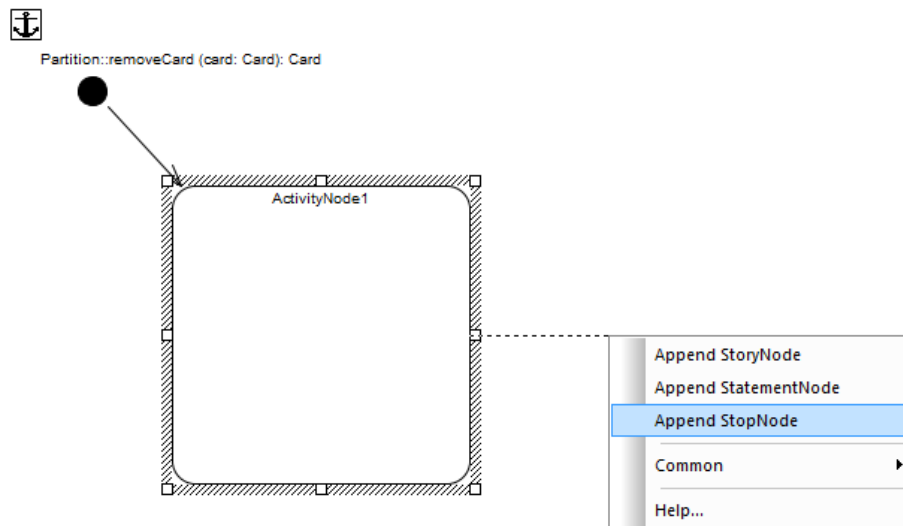 Partition::removeCard (card: Card): Card
ActivityNode1
Append StoryNode
Append StatementNode
Append StopNode
Common
Help...